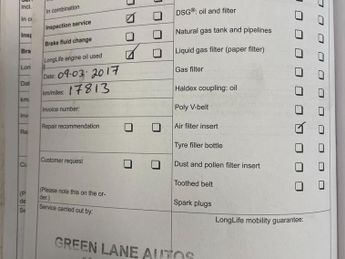 Incl.
In combination
Inspection service
Brake fluid change
LongLife engine oil used
Date: 09-03-2017
km/miles: 17813
Invoice number:
Repair recommendation
Customer request
(Please note this on the or-
der.)
Service carried out by:
GREEN LANE AUTOS
DSG®: oil and filter
Natural gas tank and pipelines
Liquid gas filter (paper filter)
Gas filter
Haldex coupling: oil
Poly V-belt
Air filter insert
Tyre filler bottle
Dust and pollen filter insert
Toothed belt
Spark plugs
LongLife mobility guarantee: